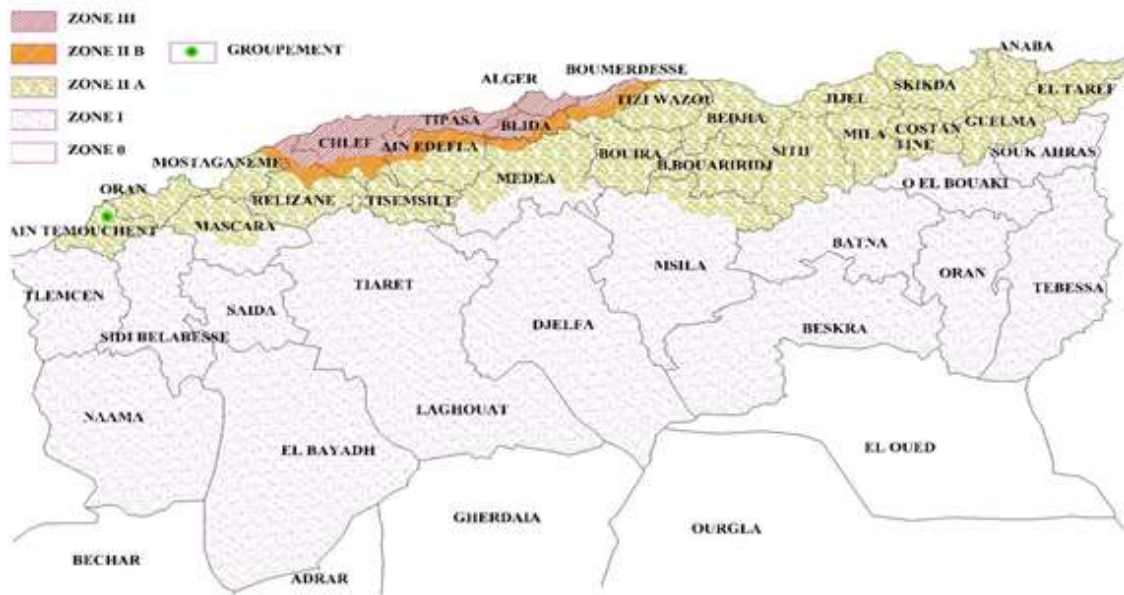 ZONE III
ZONE II B
GROUPEMENT
ZONE II A
ZONE I
ZONE 0
ANABA
BOUMERDESSE
ALGER
SKIKDA
EL TAREF
TIZI WAZOU
JIJEL
TIPASA
BEDJIA
GUELMA
BLIDA
CHLEF
MILA
COSTAN
TINE
AIN EDEFLA
SITIF
BOUIRA
SOUK AHRAS
MOSTAGANEME
B.BOUARIRIDJ
MEDEA
O EL BOUAKI
ORAN
RELIZANE
TISEMSILT
MASCARA
AIN TEMOUCHENT
BATNA
MSILA
ORAN
TIARET
TEBESSA
TLEMCEN
SAIDA
DJELFA
BESKRA
SIDI BELABESSE
LAGHOUAT
NAAMA
EL BAYADH
EL OUED
GHERDAIA
OURGLA
BECHAR
ADRAR